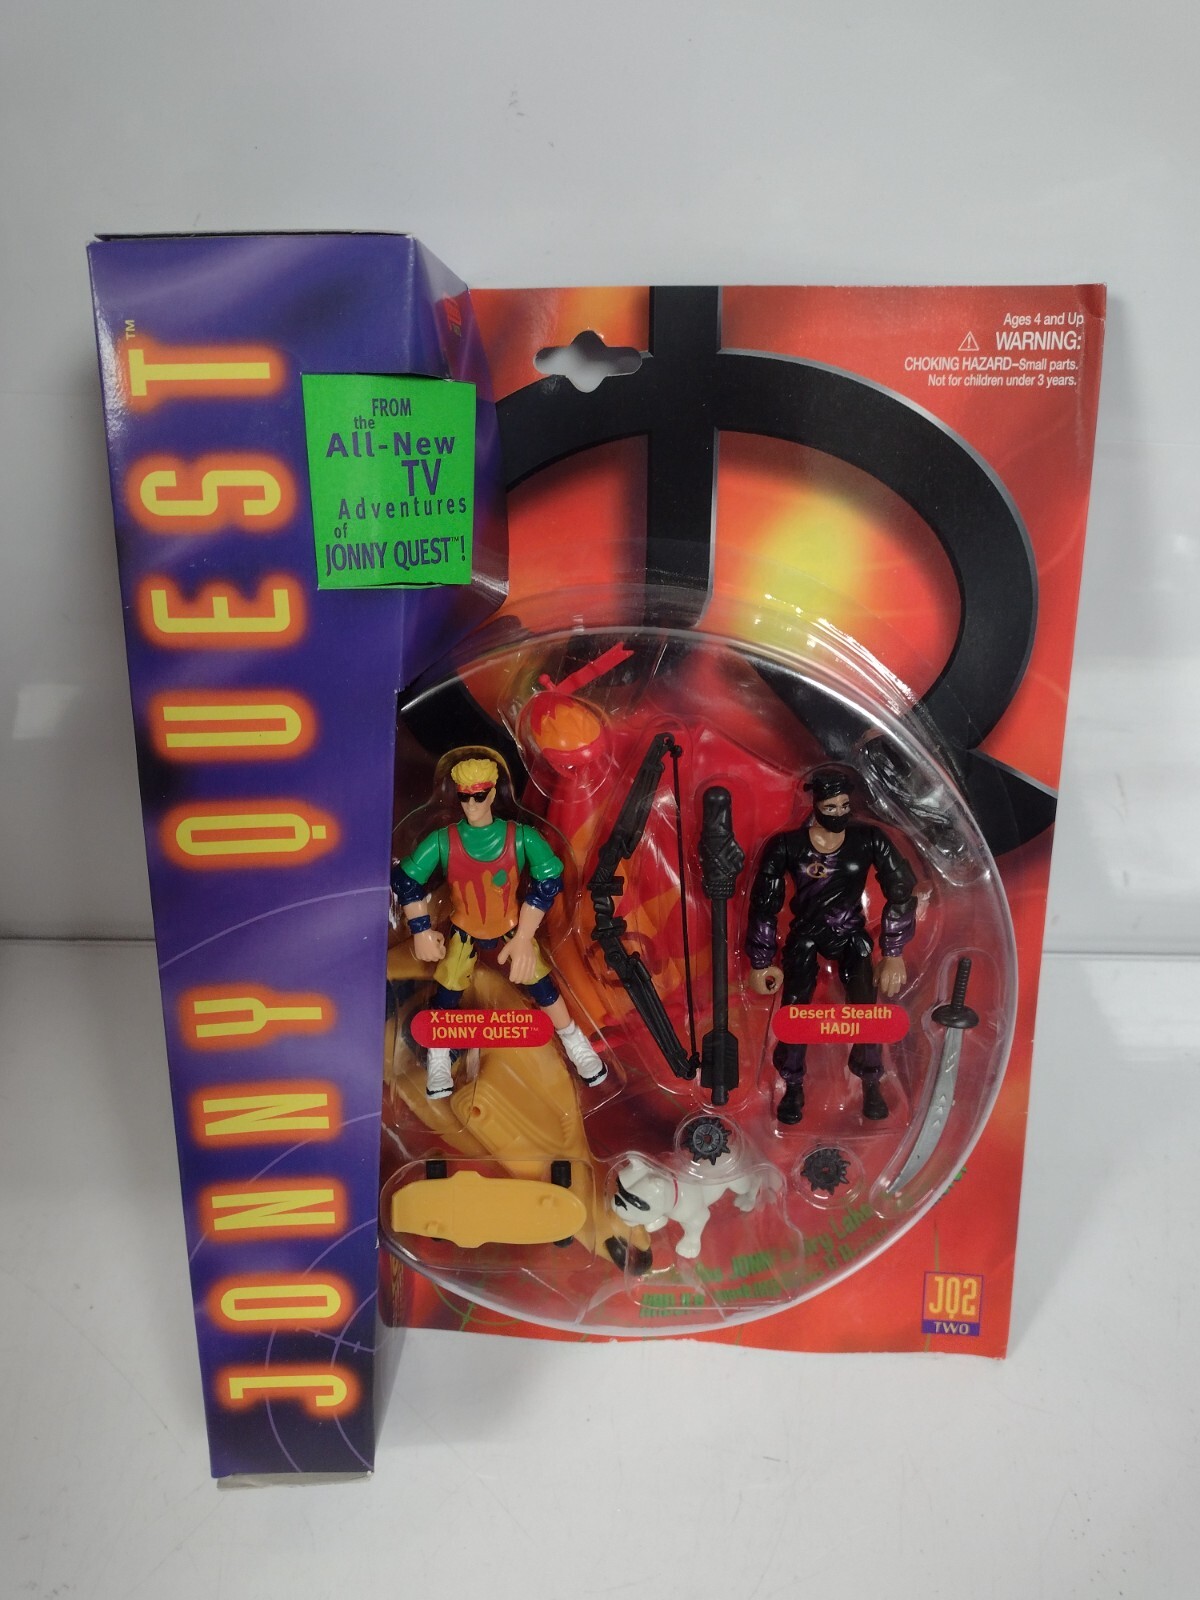 JONNY QUEST™
FROM
the
All-New
TV
Adventures
of
JONNY QUEST™!
Ages 4 and Up
⚠ WARNING:
CHOKING HAZARD–Small parts.
Not for children under 3 years.
X-treme Action
JONNY QUEST™
Desert Stealth
HADJI
JQ2
TWO